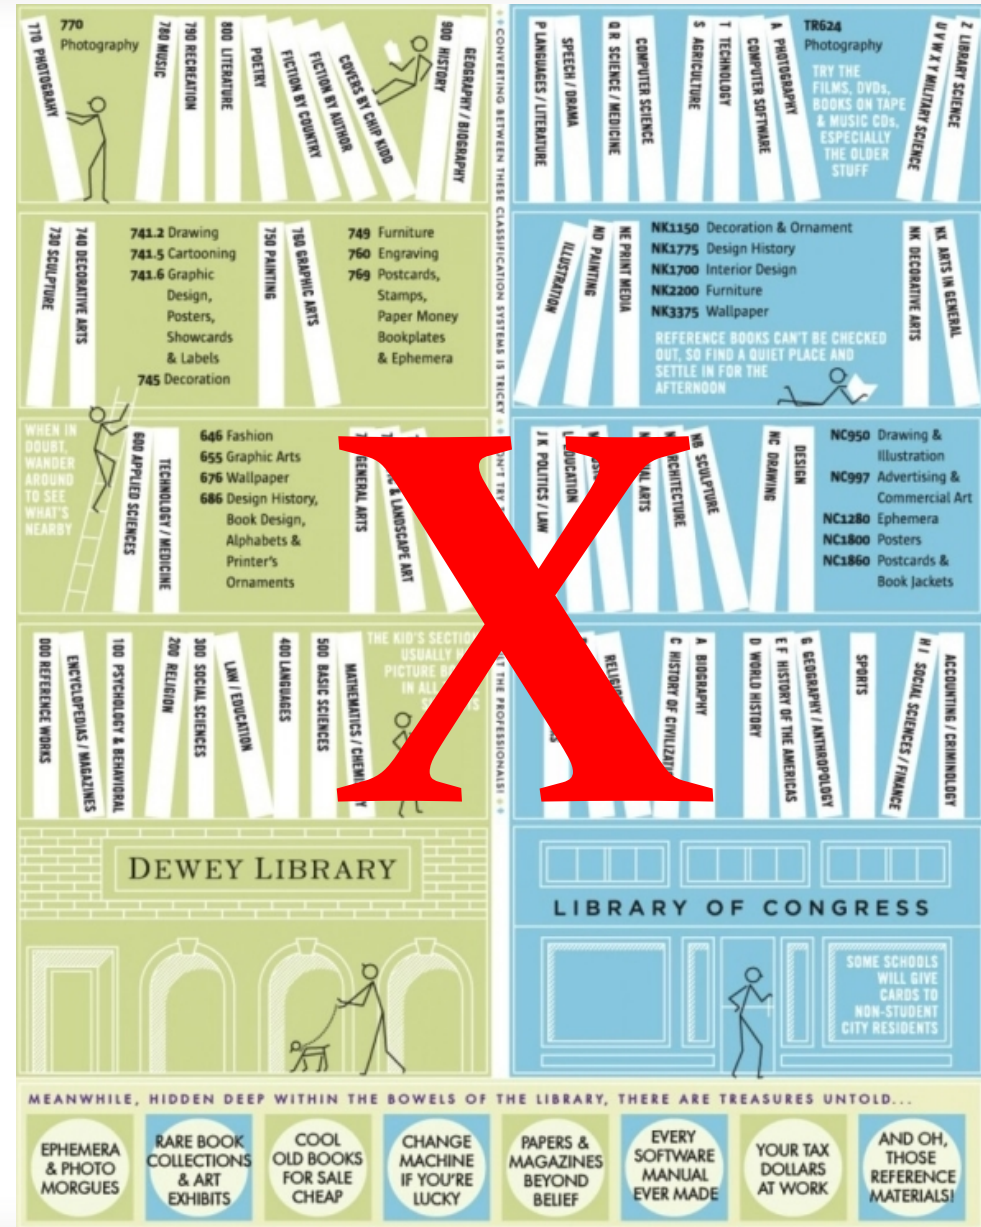 770 PHOTOGRAHY
770
Photography
780 MUSIC
790 RECREATION
800 LITERATURE
POETRY
FICTION BY COUNTRY
FICTION BY AUTHOR
COVERS BY CHIP KIDD
900 HISTORY
GEOGRAPHY / BIOGRAPHY
730 SCULPTURE
740 DECORATIVE ARTS
741.2 Drawing
741.5 Cartooning
741.6 Graphic
Design,
Posters,
Showcards
& Labels
745 Decoration
750 PAINTING
760 GRAPHIC ARTS
749 Furniture
760 Engraving
769 Postcards,
Stamps,
Paper Money
Bookplates
& Ephemera
WHEN IN
DOUBT,
WANDER
AROUND
TO SEE
WHAT'S
NEARBY
600 APPLIED SCIENCES
TECHNOLOGY / MEDICINE
646 Fashion
655 Graphic Arts
676 Wallpaper
686 Design History,
Book Design,
Alphabets &
Printer's
Ornaments
GENERAL ARTS
& LANDSCAPE ART
000 REFERENCE WORKS
ENCYCLOPEDIAS / MAGAZINES
100 PSYCHOLOGY & BEHAVIORAL
200 RELIGION
300 SOCIAL SCIENCES
LAW / EDUCATION
400 LANGUAGES
500 BASIC SCIENCES
MATHEMATICS /
THE KID'S
USUALLY
PICTURE
IN ALL
DEWEY LIBRARY
CONVERTING BETWEEN THESE CLASSIFICATION SYSTEMS IS TRICKY
TRY
THE PROFESSIONALS!
P LANGUAGES / LITERATURE
SPEECH / DRAMA
Q R SCIENCE / MEDICINE
COMPUTER SCIENCE
S AGRICULTURE
T TECHNOLOGY
COMPUTER SOFTWARE
A PHOTOGRAPHY
TR624
Photography
TRY THE
FILMS, DVDs,
BOOKS ON TAPE
& MUSIC CDs,
ESPECIALLY
THE OLDER
STUFF
U V W X Y MILITARY SCIENCE
Z LIBRARY SCIENCE
ILLUSTRATION
ND PAINTING
NE PRINT MEDIA
NK1150 Decoration & Ornament
NK1775 Design History
NK1700 Interior Design
NK2200 Furniture
NK3375 Wallpaper
REFERENCE BOOKS CAN'T BE CHECKED
OUT, SO FIND A QUIET PLACE AND
SETTLE IN FOR THE
AFTERNOON
NK DECORATIVE ARTS
NX ARTS IN GENERAL
J K POLITICS / LAW
ARTS
NB SCULPTURE
NC DRAWING
DESIGN
NC950 Drawing &
Illustration
NC997 Advertising &
Commercial Art
NC1280 Ephemera
NC1800 Posters
NC1860 Postcards &
Book Jackets
C HISTORY OF
A BIOGRAPHY
D WORLD HISTORY
E F HISTORY OF THE AMERICAS
G GEOGRAPHY / ANTHROPOLOGY
SPORTS
H I SOCIAL SCIENCES / FINANCE
ACCOUNTING / CRIMINOLOGY
LIBRARY OF CONGRESS
SOME SCHOOLS
WILL GIVE
CARDS TO
NON-STUDENT
CITY RESIDENTS
X
MEANWHILE, HIDDEN DEEP WITHIN THE BOWELS OF THE LIBRARY, THERE ARE TREASURES UNTOLD...
EPHEMERA
& PHOTO
MORGUES
RARE BOOK
COLLECTIONS
& ART
EXHIBITS
COOL
OLD BOOKS
FOR SALE
CHEAP
CHANGE
MACHINE
IF YOU'RE
LUCKY
PAPERS &
MAGAZINES
BEYOND
BELIEF
EVERY
SOFTWARE
MANUAL
EVER MADE
YOUR TAX
DOLLARS
AT WORK
AND OH,
THOSE
REFERENCE
MATERIALS!